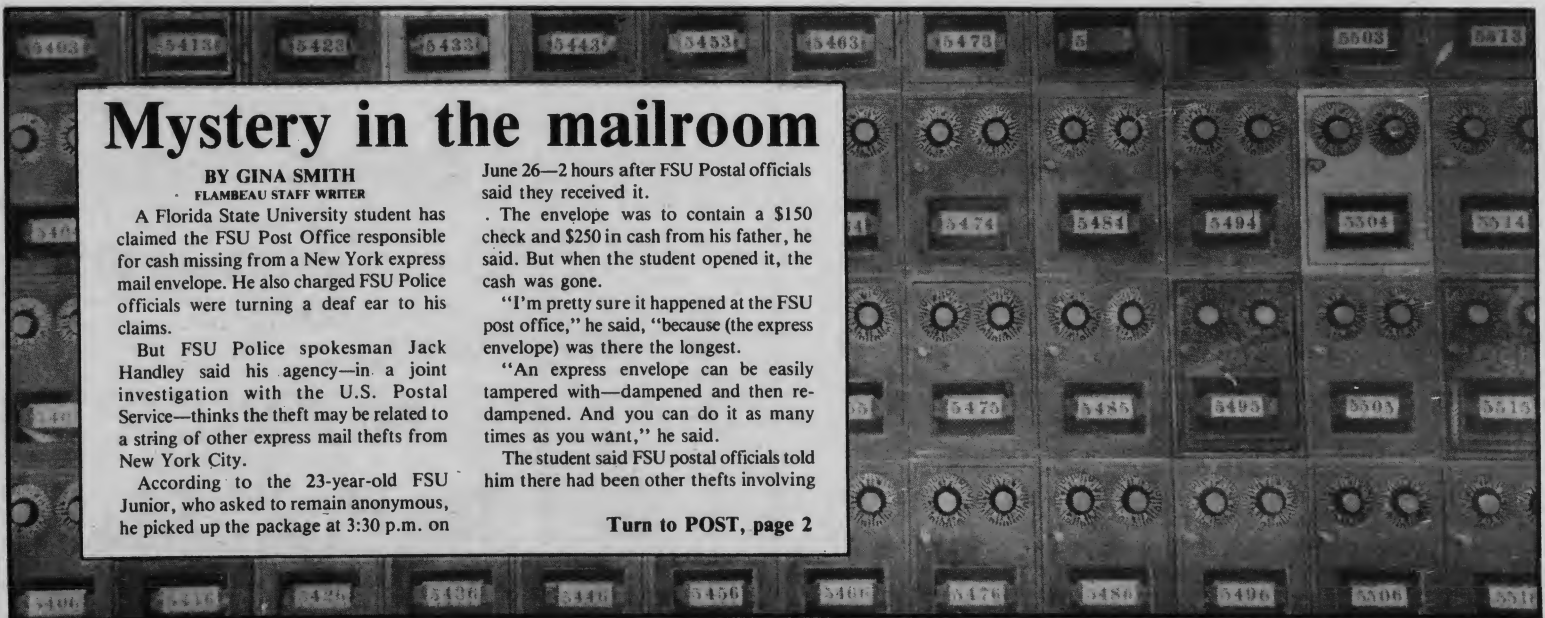 5403 5413 5423 5433 5443 5453 5463 5473 5503 5513
Mystery in the mailroom
BY GINA SMITH
FLAMBEAU STAFF WRITER
A Florida State University student has
claimed the FSU Post Office responsible
for cash missing from a New York express
mail envelope. He also charged FSU Police
officials were turning a deaf ear to his
claims.
But FSU Police spokesman Jack
Handley said his agency—in a joint
investigation with the U.S. Postal
Service—thinks the theft may be related to
a string of other express mail thefts from
New York City.
According to the 23-year-old FSU
Junior, who asked to remain anonymous,
he picked up the package at 3:30 p.m. on
June 26—2 hours after FSU Postal officials
said they received it.
The envelope was to contain a $150
check and $250 in cash from his father, he
said. But when the student opened it, the
cash was gone.
"I'm pretty sure it happened at the FSU
post office," he said, "because (the express
envelope) was there the longest.
"An express envelope can be easily
tampered with—dampened and then re-
dampened. And you can do it as many
times as you want," he said.
The student said FSU postal officials told
him there had been other thefts involving
Turn to POST, page 2
5474 5484 5494 5504 5514
5475 5485 5495 5505 5515
5406 5416 5426 5436 5446 5456 5466 5476 5486 5496 5506